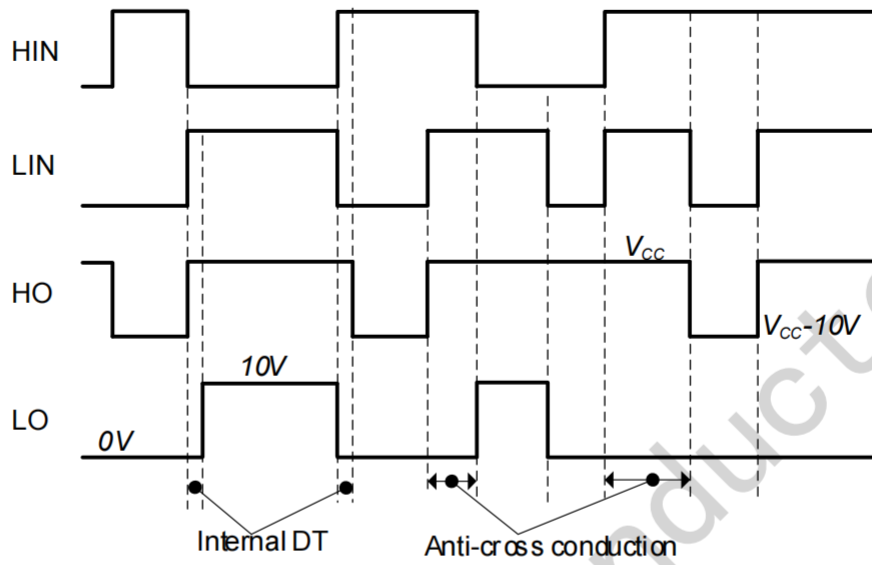 HIN
LIN
V_CC
HO
V_CC-10V
10V
LO
0V
Internal DT
Anti-cross conduction